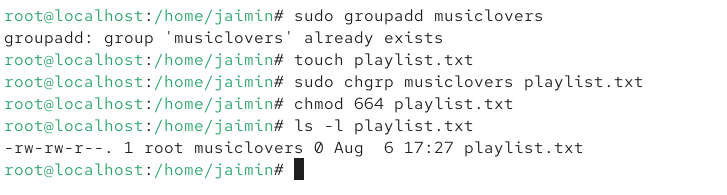 root@localhost:/home/jaimin# sudo groupadd musiclovers
groupadd: group 'musiclovers' already exists
root@localhost:/home/jaimin# touch playlist.txt
root@localhost:/home/jaimin# sudo chgrp musiclovers playlist.txt
root@localhost:/home/jaimin# chmod 664 playlist.txt
root@localhost:/home/jaimin# ls -l playlist.txt
-rw-rw-r--. 1 root musiclovers 0 Aug  6 17:27 playlist.txt
root@localhost:/home/jaimin#